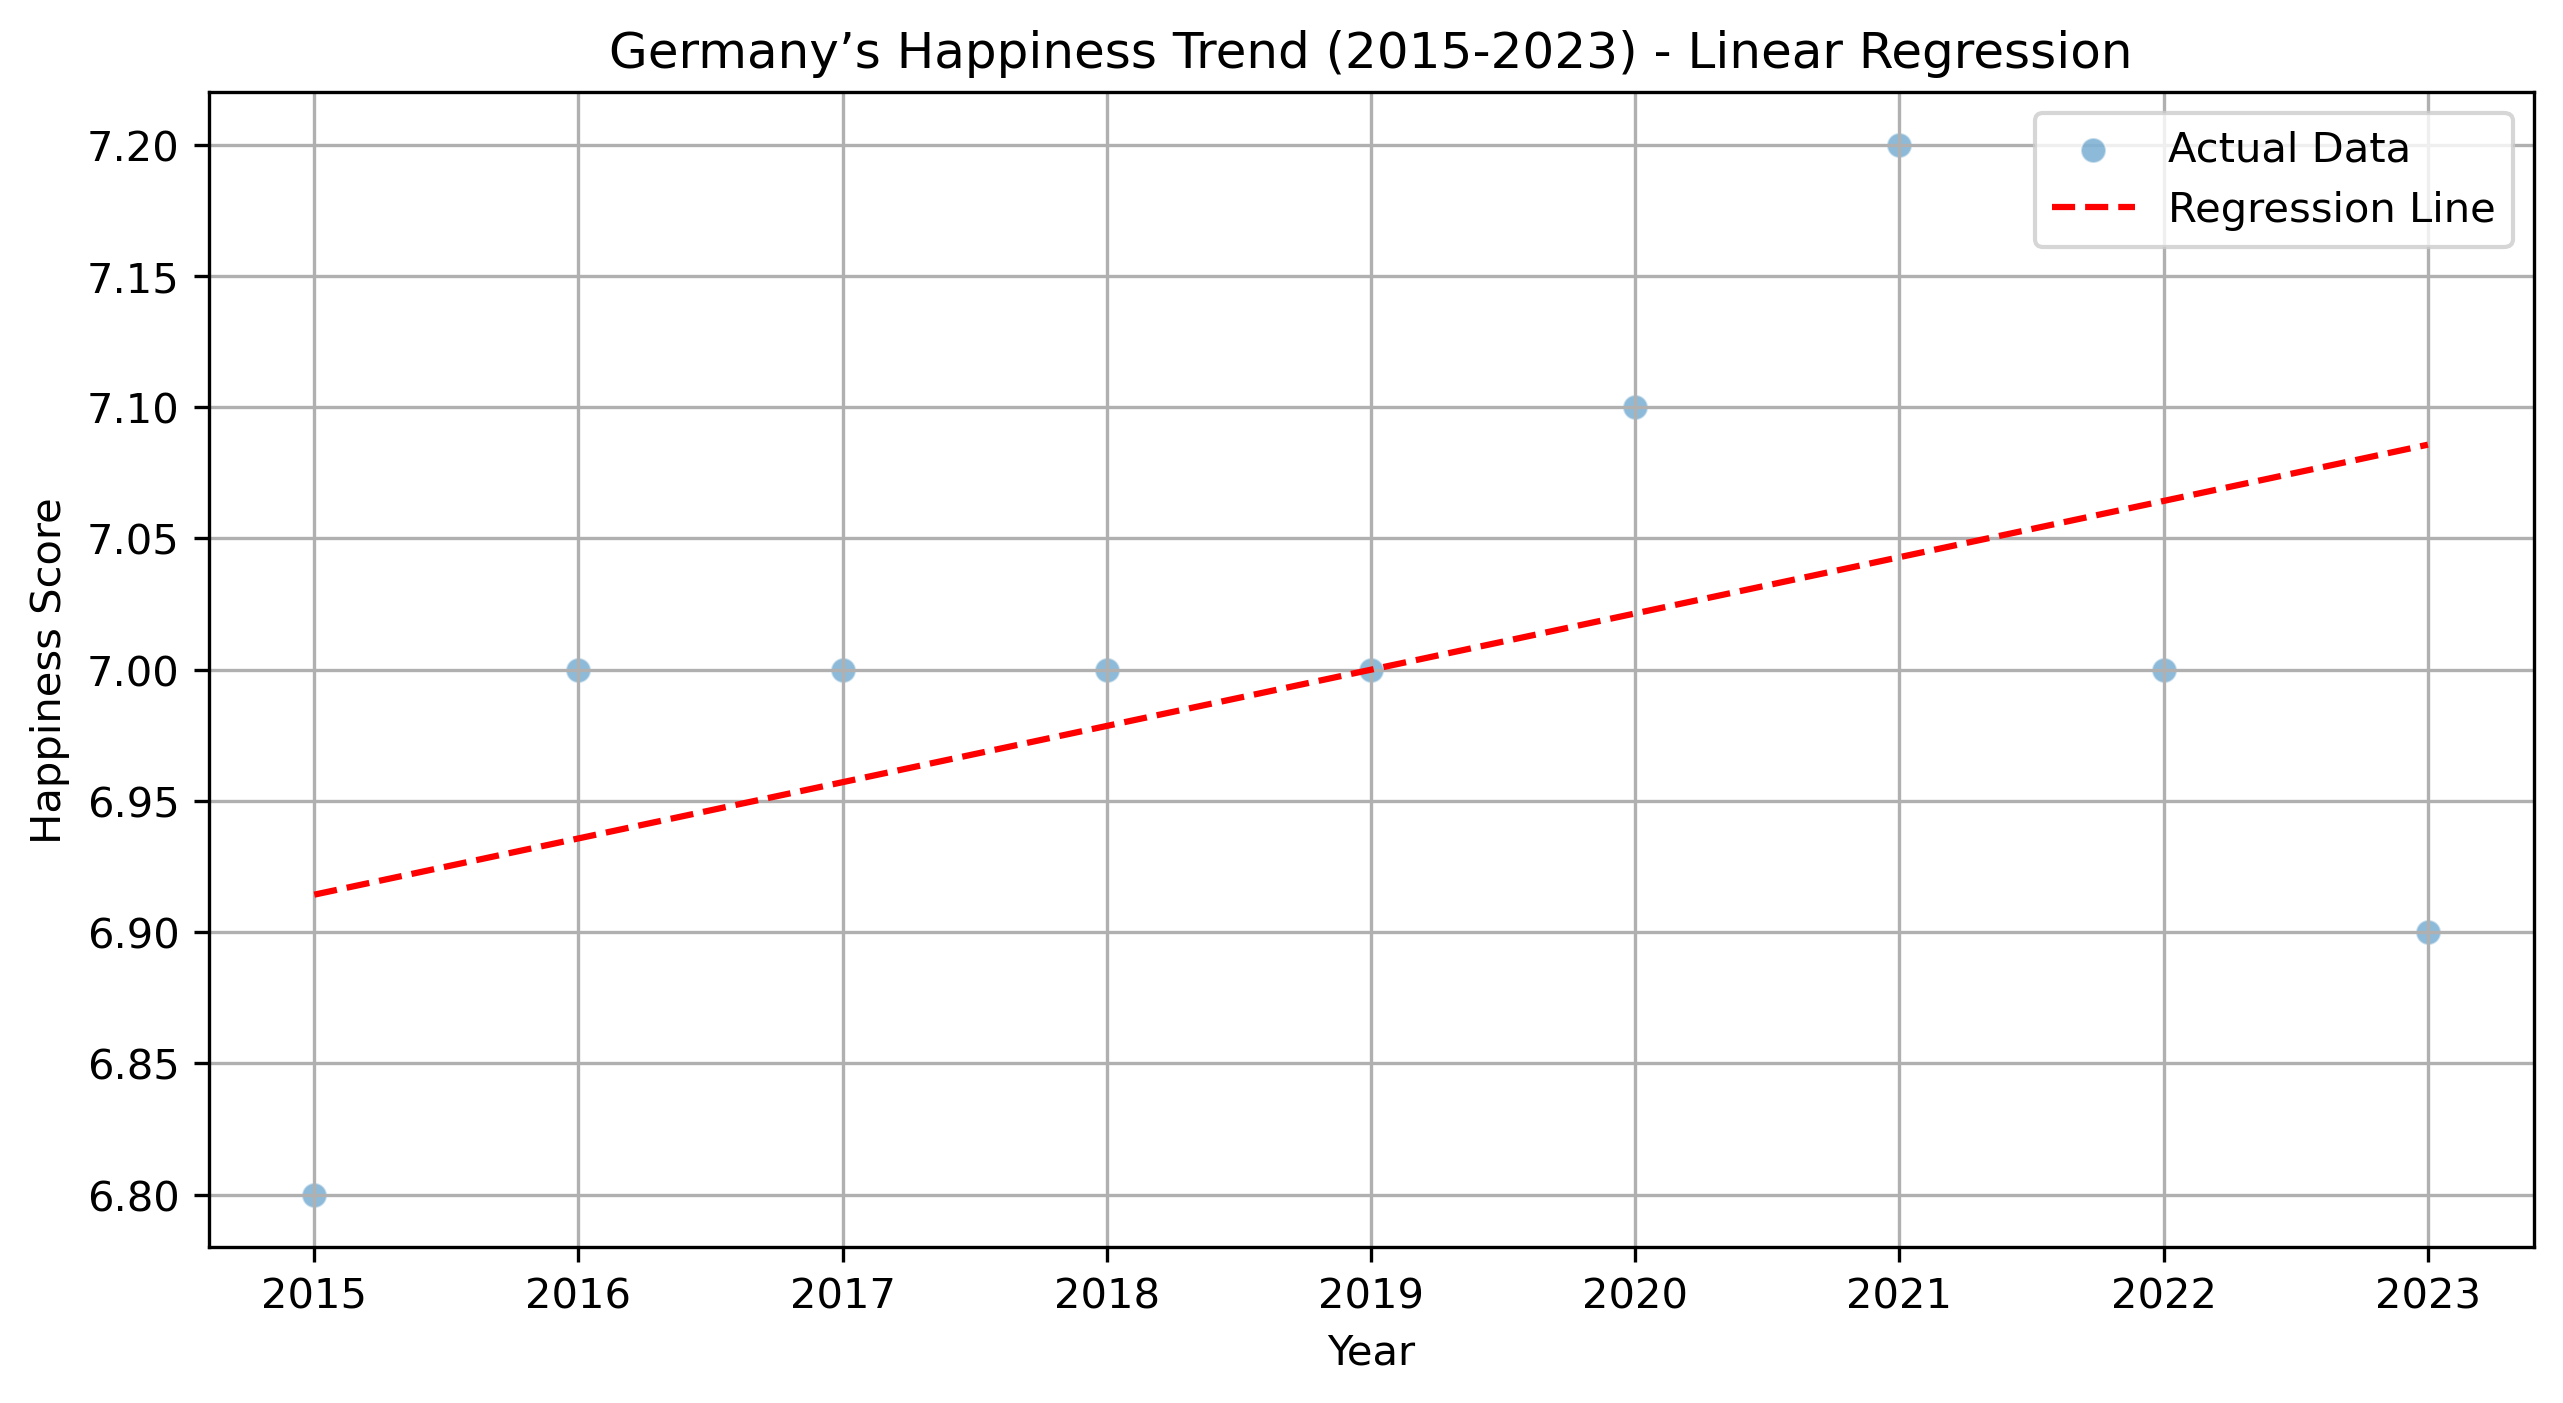 Germany’s Happiness Trend (2015-2023) - Linear Regression
Actual Data
Regression Line
Happiness Score
7.20
7.15
7.10
7.05
7.00
6.95
6.90
6.85
6.80
2015 2016 2017 2018 2019 2020 2021 2022 2023
Year